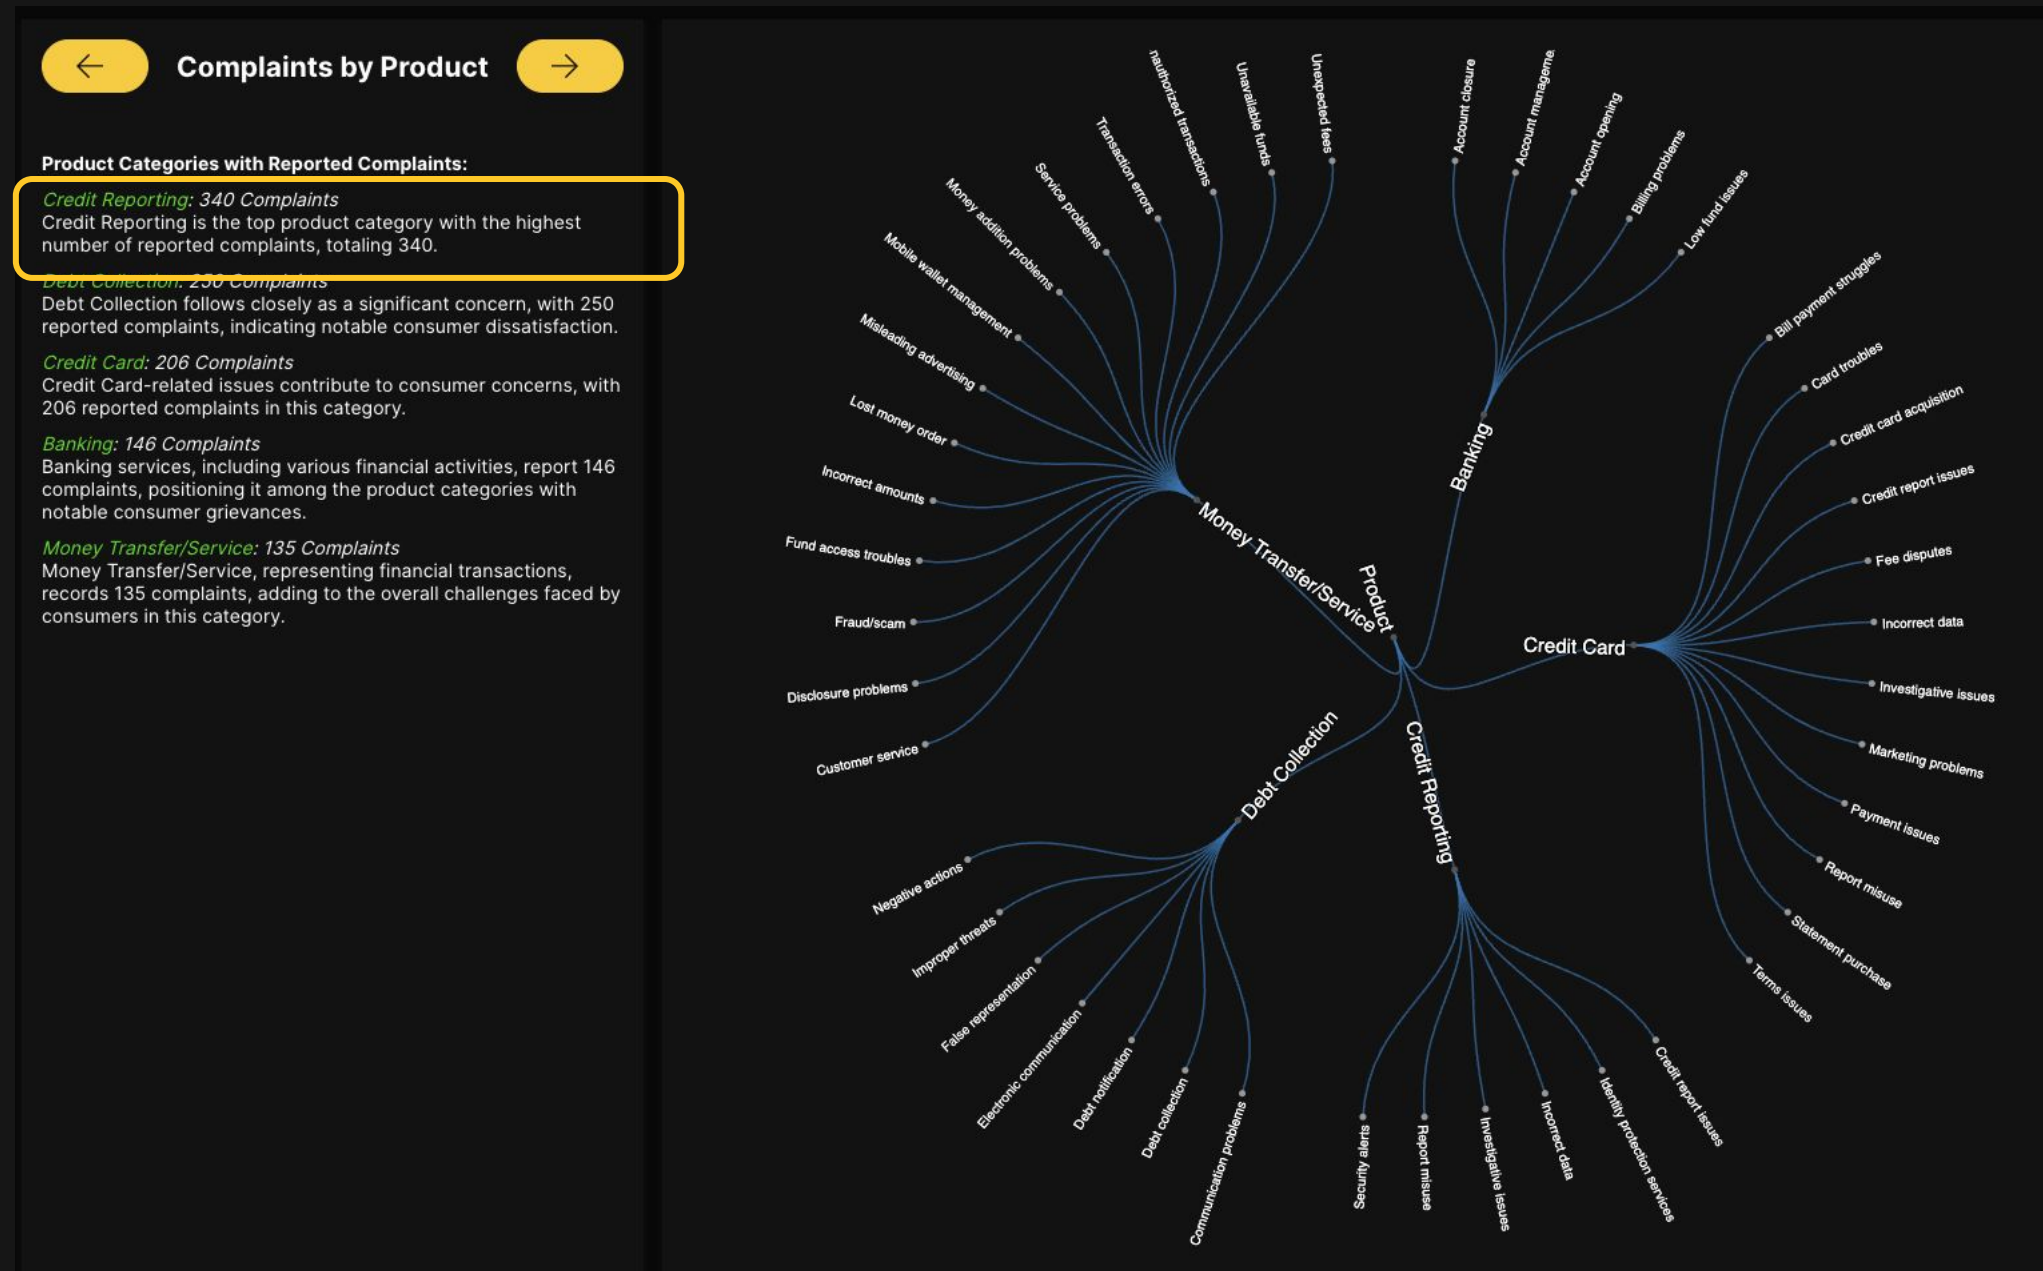 Complaints by Product
Product Categories with Reported Complaints:
Credit Reporting: 340 Complaints
Credit Reporting is the top product category with the highest
number of reported complaints, totaling 340.
Debt Collection: 250 Complaints
Debt Collection follows closely as a significant concern, with 250
reported complaints, indicating notable consumer dissatisfaction.
Credit Card: 206 Complaints
Credit Card-related issues contribute to consumer concerns, with
206 reported complaints in this category.
Banking: 146 Complaints
Banking services, including various financial activities, report 146
complaints, positioning it among the product categories with
notable consumer grievances.
Money Transfer/Service: 135 Complaints
Money Transfer/Service, representing financial transactions,
records 135 complaints, adding to the overall challenges faced by
consumers in this category.
Product
Money Transfer/Service
Unexpected fees
Unavailable funds
nauthorized transactions
Transaction errors
Service problems
Money addition problems
Mobile wallet management
Misleading advertising
Lost money order
Incorrect amounts
Fund access troubles
Fraud/scam
Disclosure problems
Customer service
Banking
Account closure
Account manageme
Account opening
Billing problems
Low fund issues
Credit Card
Bill payment struggles
Card troubles
Credit card acquisition
Credit report issues
Fee disputes
Incorrect data
Investigative issues
Marketing problems
Payment issues
Report misuse
Statement purchase
Terms issues
Credit Reporting
Credit report issues
Identity protection services
Incorrect data
Investigative issues
Report misuse
Security alerts
Debt Collection
Communication problems
Debt collection
Debt notification
Electronic communication
False representation
Improper threats
Negative actions